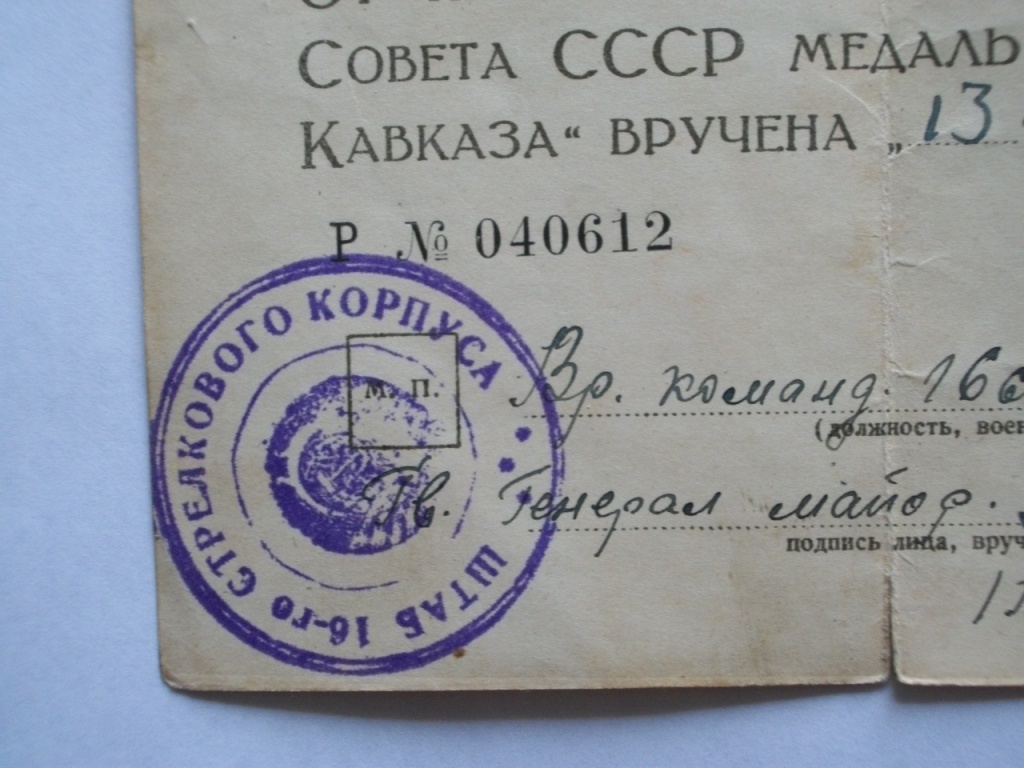 СОВЕТА СССР МЕДАЛЬ
КАВКАЗА“ ВРУЧЕНА „13
Р № 040612
ШТАБ 16-го СТРЕЛКОВОГО КОРПУСА
М. П.
Вр. команд. 16
(должность, воен
Гв. Генерал майор.
подпись лица, вруч